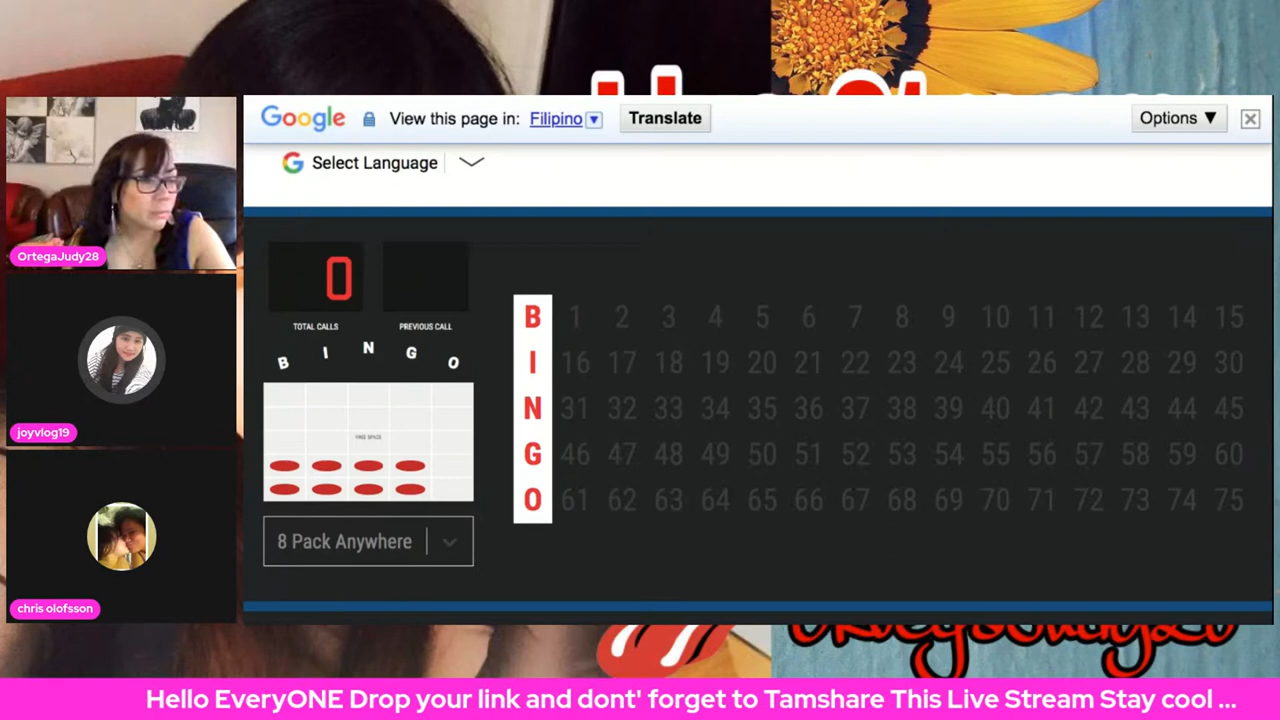 Google View this page in: Filipino Translate Options ▼
G Select Language
OrtegaJudy28
0
TOTAL CALLS PREVIOUS CALL
B I N G O
FREE SPACE
8 Pack Anywhere
B 1 2 3 4 5 6 7 8 9 10 11 12 13 14 15
I 16 17 18 19 20 21 22 23 24 25 26 27 28 29 30
N 31 32 33 34 35 36 37 38 39 40 41 42 43 44 45
G 46 47 48 49 50 51 52 53 54 55 56 57 58 59 60
O 61 62 63 64 65 66 67 68 69 70 71 72 73 74 75
joyvlog19
chris olofsson
Hello EveryONE Drop your link and dont' forget to Tamshare This Live Stream Stay cool ...